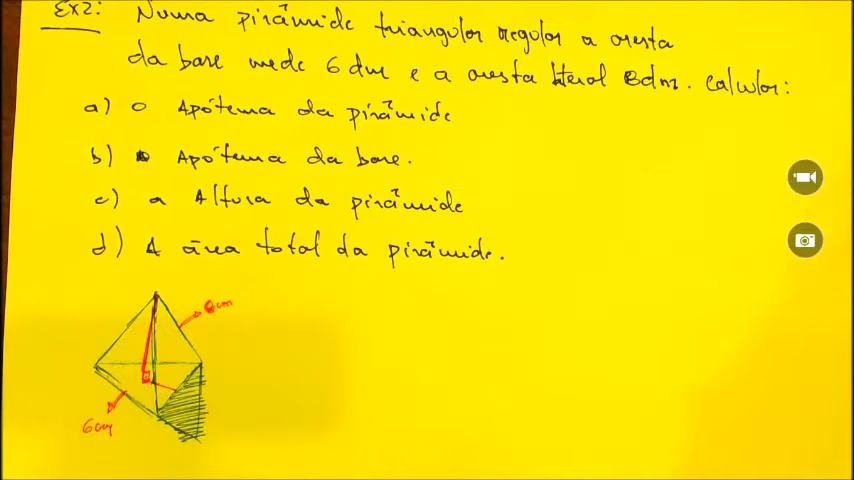 Ex2: Numa pirâmide triangular regular a aresta
da base mede 6 dm e a aresta lateral 8dm. Calcular:
a) o Apótema da pirâmide
b) o Apótema da base.
c) a Altura da pirâmide
d) A área total da pirâmide.
cm
6cm